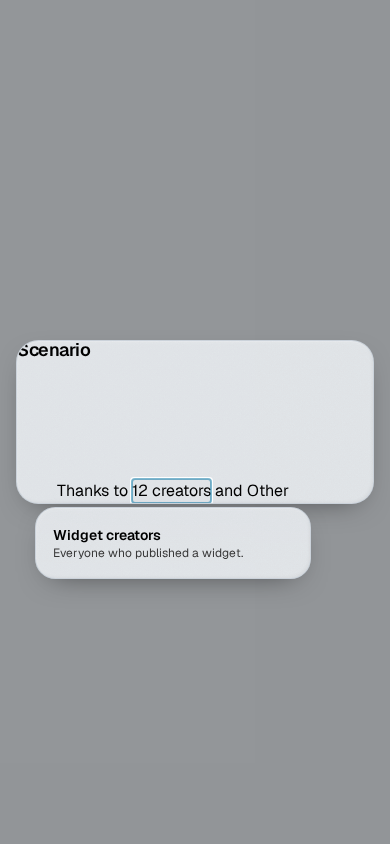 Scenario
Thanks to 12 creators and Other
Widget creators
Everyone who published a widget.